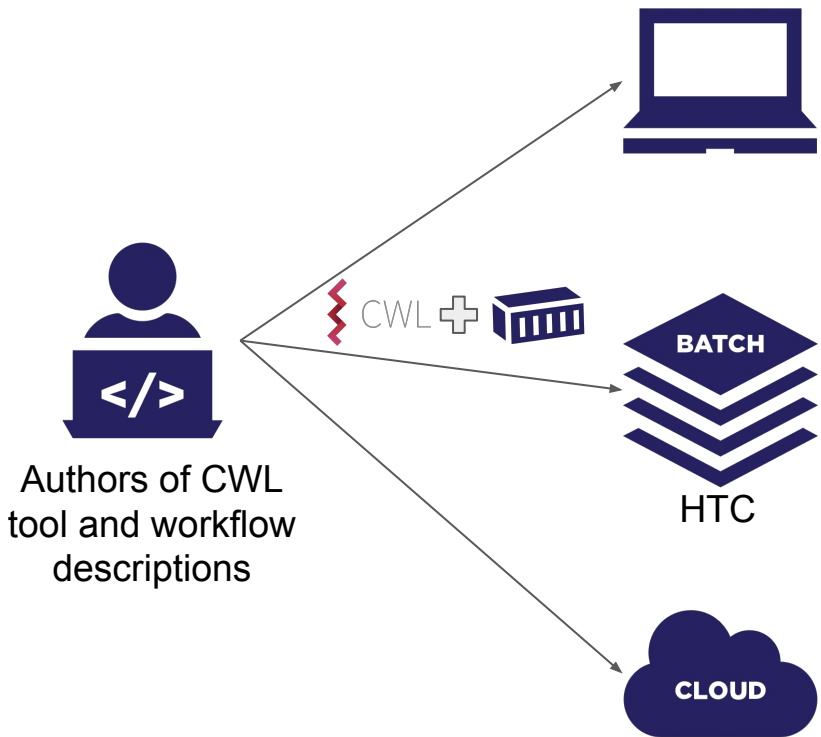 CWL
BATCH
</>
Authors of CWL
tool and workflow
descriptions
HTC
CLOUD